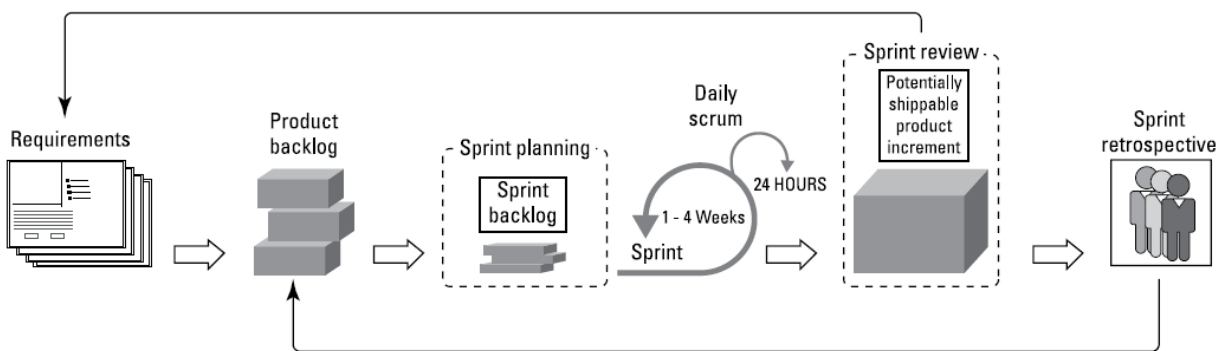 Requirements
Product
backlog
Sprint planning
Sprint
backlog
Daily
scrum
24 HOURS
1 - 4 Weeks
Sprint
Sprint review
Potentially
shippable
product
increment
Sprint
retrospective